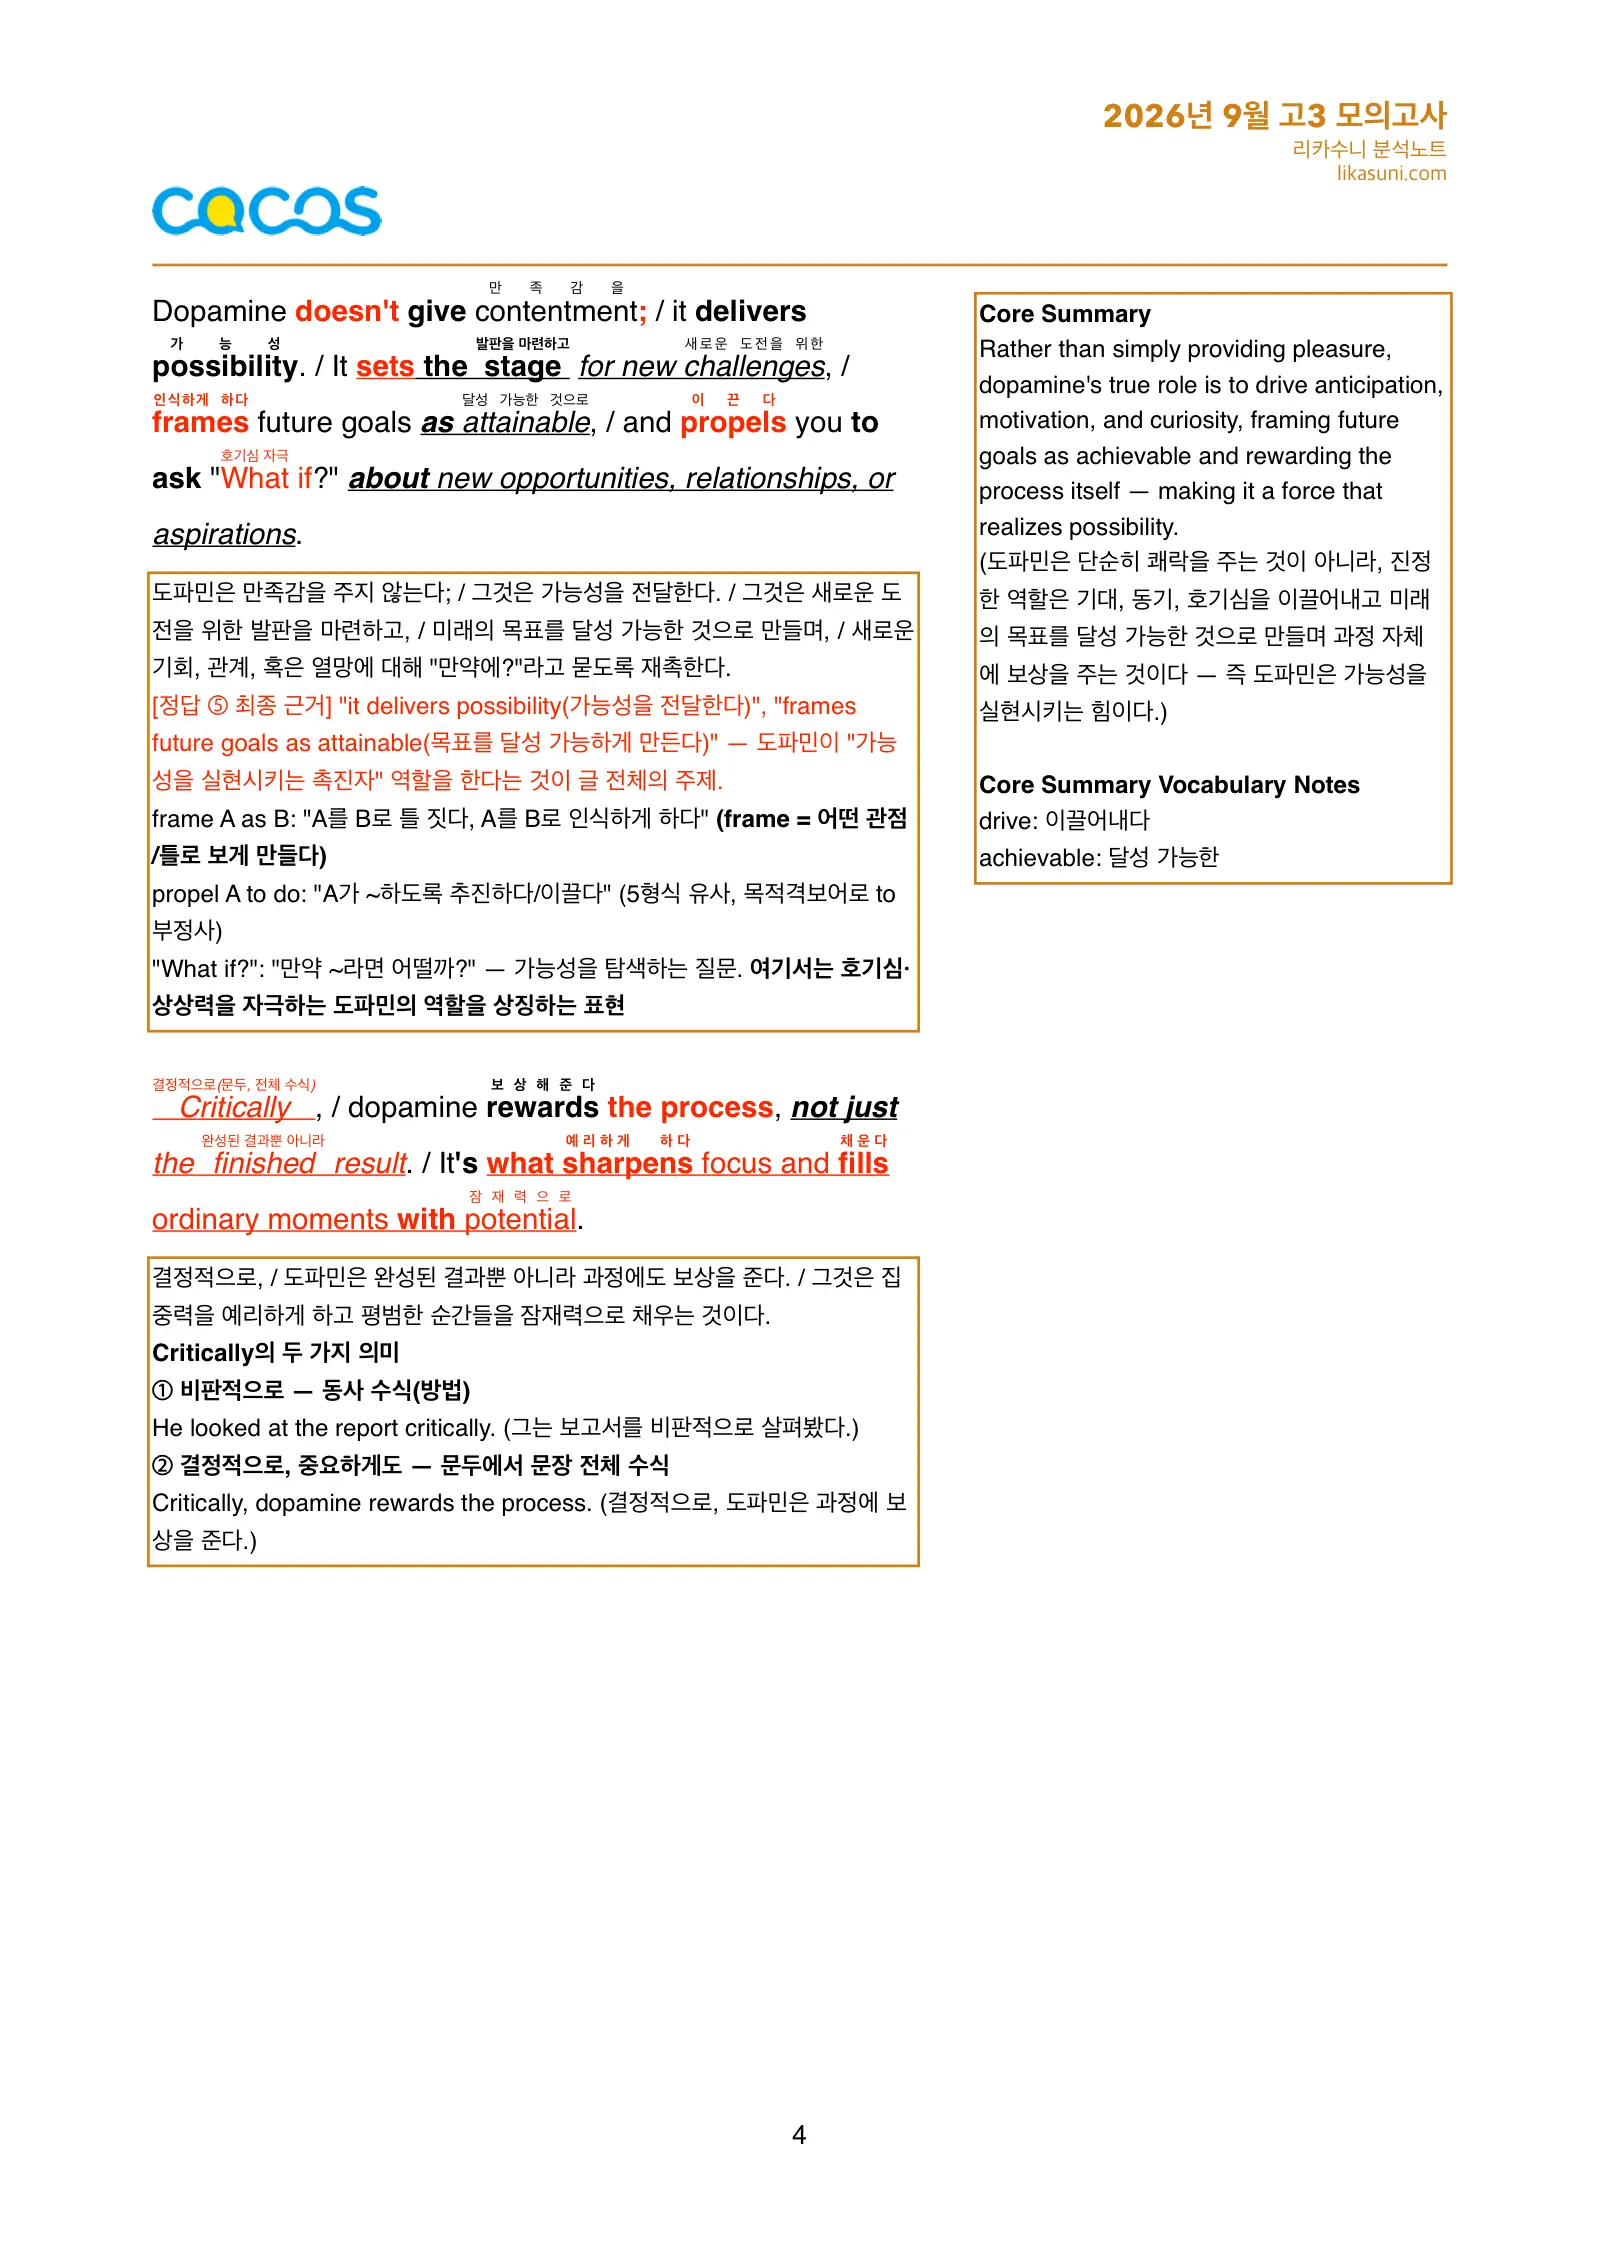 2026년 9월 고3 모의고사
리카수니 분석노트
likasuni.com
cacos
만 족 감 을
Dopamine doesn't give contentment; / it delivers
가 능 성 발판을 마련하고 새로운 도전을 위한
possibility. / It sets the stage for new challenges, /
인식하게 하다 달성 가능한 것으로 이 끈 다
frames future goals as attainable, / and propels you to
호기심 자극
ask "What if?" about new opportunities, relationships, or
aspirations.
도파민은 만족감을 주지 않는다; / 그것은 가능성을 전달한다. / 그것은 새로운 도
전을 위한 발판을 마련하고, / 미래의 목표를 달성 가능한 것으로 만들며, / 새로운
기회, 관계, 혹은 열망에 대해 "만약에?"라고 묻도록 재촉한다.
[정답 ⑤ 최종 근거] "it delivers possibility(가능성을 전달한다)", "frames
future goals as attainable(목표를 달성 가능하게 만든다)" — 도파민이 "가능
성을 실현시키는 촉진자" 역할을 한다는 것이 글 전체의 주제.
frame A as B: "A를 B로 틀 짓다, A를 B로 인식하게 하다" (frame = 어떤 관점
/틀로 보게 만들다)
propel A to do: "A가 ~하도록 추진하다/이끌다" (5형식 유사, 목적격보어로 to
부정사)
"What if?": "만약 ~라면 어떨까?" — 가능성을 탐색하는 질문. 여기서는 호기심·
상상력을 자극하는 도파민의 역할을 상징하는 표현
결정적으로(문두, 전체 수식) 보 상 해 준 다
Critically , / dopamine rewards the process, not just
완성된 결과뿐 아니라 예리하게 하다 채운다
the finished result. / It's what sharpens focus and fills
잠 재 력 으 로
ordinary moments with potential.
결정적으로, / 도파민은 완성된 결과뿐 아니라 과정에도 보상을 준다. / 그것은 집
중력을 예리하게 하고 평범한 순간들을 잠재력으로 채우는 것이다.
Critically의 두 가지 의미
① 비판적으로 — 동사 수식(방법)
He looked at the report critically. (그는 보고서를 비판적으로 살펴봤다.)
② 결정적으로, 중요하게도 — 문두에서 문장 전체 수식
Critically, dopamine rewards the process. (결정적으로, 도파민은 과정에 보
상을 준다.)
Core Summary
Rather than simply providing pleasure,
dopamine's true role is to drive anticipation,
motivation, and curiosity, framing future
goals as achievable and rewarding the
process itself — making it a force that
realizes possibility.
(도파민은 단순히 쾌락을 주는 것이 아니라, 진정
한 역할은 기대, 동기, 호기심을 이끌어내고 미래
의 목표를 달성 가능한 것으로 만들며 과정 자체
에 보상을 주는 것이다 — 즉 도파민은 가능성을
실현시키는 힘이다.)
Core Summary Vocabulary Notes
drive: 이끌어내다
achievable: 달성 가능한
4